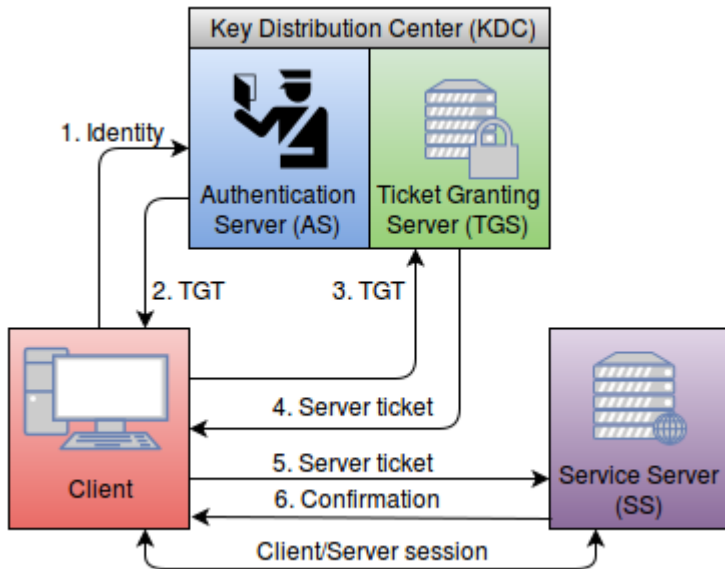 Key Distribution Center (KDC)
1. Identity
Authentication
Server (AS)
Ticket Granting
Server (TGS)
2. TGT
3. TGT
4. Server ticket
5. Server ticket
6. Confirmation
Client
Service Server
(SS)
Client/Server session